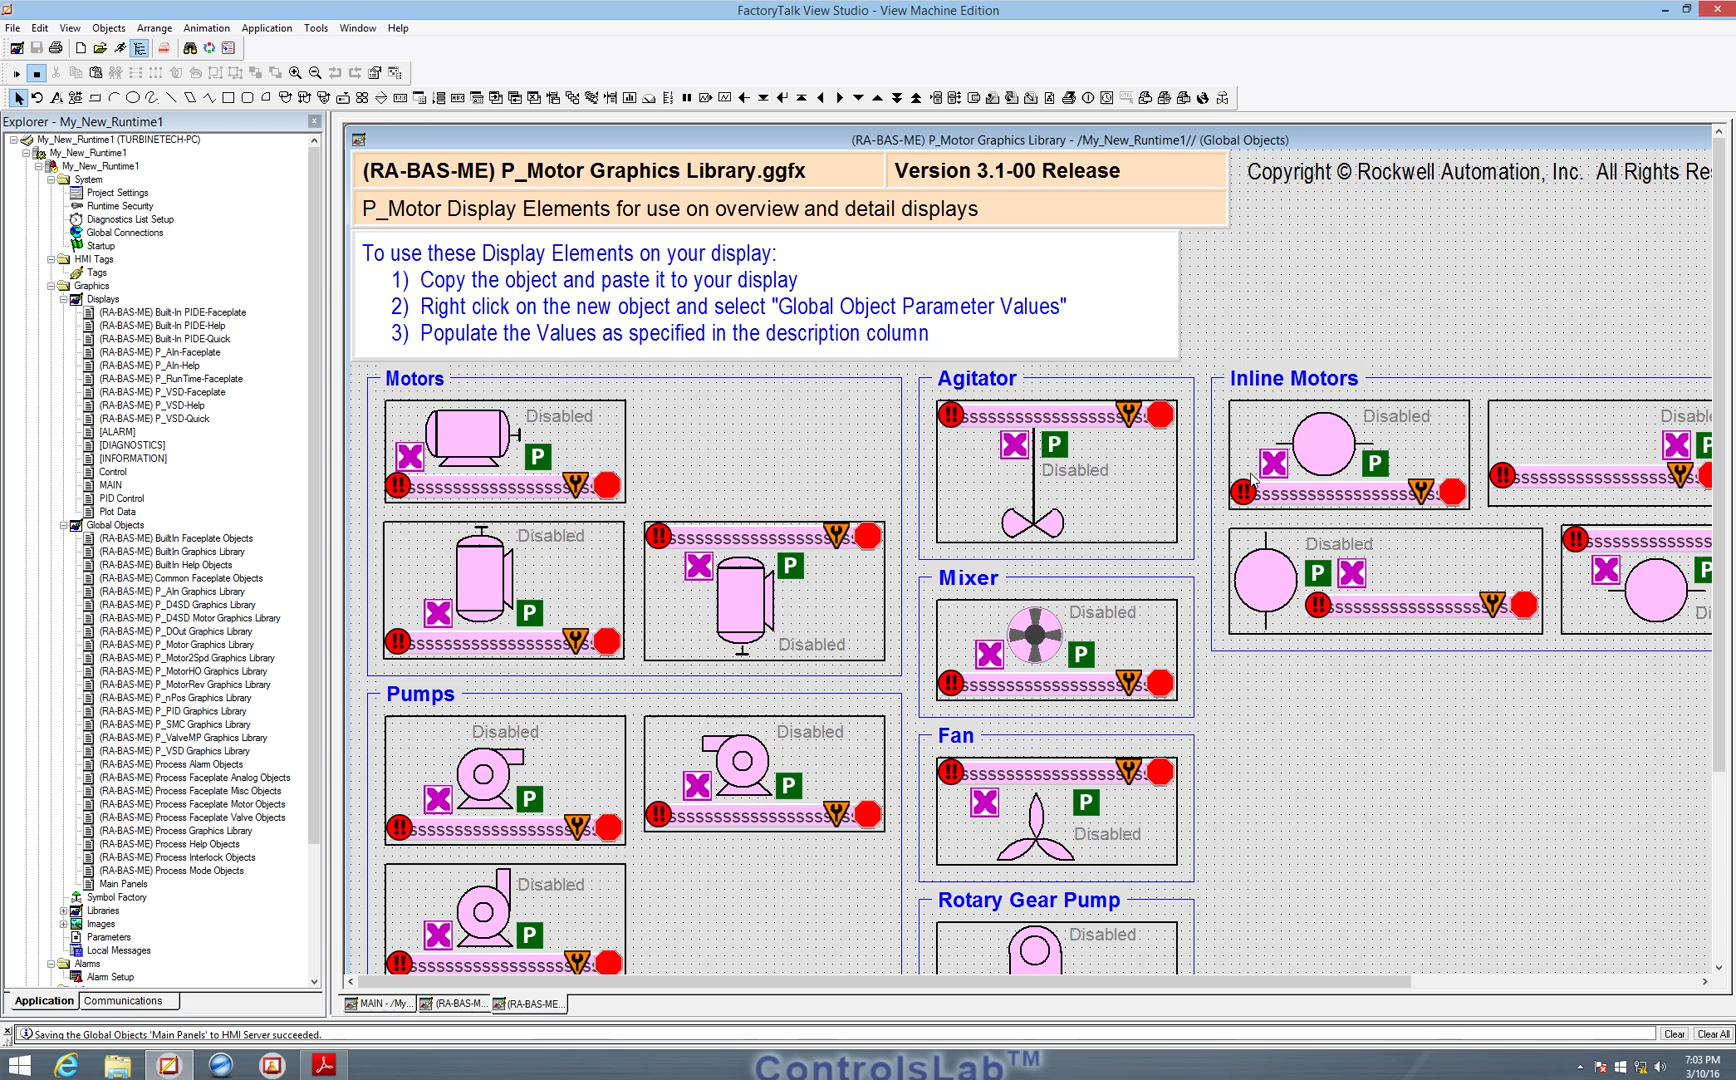 FactoryTalk View Studio - View Machine Edition
File Edit View Objects Arrange Animation Application Tools Window Help
Explorer - My_New_Runtime1
My_New_Runtime1 (TURBINETECH-PC)
My_New_Runtime1
My_New_Runtime1
System
Project Settings
Runtime Security
Diagnostics List Setup
Global Connections
Startup
HMI Tags
Tags
Graphics
Displays
(RA-BAS-ME) Built-In PIDE-Faceplate
(RA-BAS-ME) Built-In PIDE-Help
(RA-BAS-ME) Built-In PIDE-Quick
(RA-BAS-ME) P_AIn-Faceplate
(RA-BAS-ME) P_AIn-Help
(RA-BAS-ME) P_RunTime-Faceplate
(RA-BAS-ME) P_VSD-Faceplate
(RA-BAS-ME) P_VSD-Help
(RA-BAS-ME) P_VSD-Quick
[ALARM]
[DIAGNOSTICS]
[INFORMATION]
Control
MAIN
PID Control
Plot Data
Global Objects
(RA-BAS-ME) BuiltIn Faceplate Objects
(RA-BAS-ME) BuiltIn Graphics Library
(RA-BAS-ME) BuiltIn Help Objects
(RA-BAS-ME) Common Faceplate Objects
(RA-BAS-ME) P_AIn Graphics Library
(RA-BAS-ME) P_D4SD Graphics Library
(RA-BAS-ME) P_D4SD Motor Graphics Library
(RA-BAS-ME) P_DOut Graphics Library
(RA-BAS-ME) P_Motor Graphics Library
(RA-BAS-ME) P_Motor2Spd Graphics Library
(RA-BAS-ME) P_MotorHO Graphics Library
(RA-BAS-ME) P_MotorRev Graphics Library
(RA-BAS-ME) P_nPos Graphics Library
(RA-BAS-ME) P_PID Graphics Library
(RA-BAS-ME) P_SMC Graphics Library
(RA-BAS-ME) P_ValveMP Graphics Library
(RA-BAS-ME) P_VSD Graphics Library
(RA-BAS-ME) Process Alarm Objects
(RA-BAS-ME) Process Faceplate Analog Objects
(RA-BAS-ME) Process Faceplate Misc Objects
(RA-BAS-ME) Process Faceplate Motor Objects
(RA-BAS-ME) Process Faceplate Valve Objects
(RA-BAS-ME) Process Graphics Library
(RA-BAS-ME) Process Help Objects
(RA-BAS-ME) Process Interlock Objects
(RA-BAS-ME) Process Mode Objects
Main Panels
Symbol Factory
Libraries
Images
Parameters
Local Messages
Alarms
Alarm Setup
Application Communications
(RA-BAS-ME) P_Motor Graphics Library - /My_New_Runtime1// (Global Objects)
(RA-BAS-ME) P_Motor Graphics Library.ggfx Version 3.1-00 Release Copyright © Rockwell Automation, Inc. All Rights Re
P_Motor Display Elements for use on overview and detail displays
To use these Display Elements on your display:
1) Copy the object and paste it to your display
2) Right click on the new object and select "Global Object Parameter Values"
3) Populate the Values as specified in the description column
Motors
Disabled
P
Disabled
P
P
Disabled
Pumps
Disabled
P
Disabled
P
Disabled
P
Agitator
P
Disabled
Mixer
Disabled
P
Fan
P
Disabled
Rotary Gear Pump
Disabled
Inline Motors
Disabled
P
Disabl
P
Disabled
P
P
Di
MAIN - /My... (RA-BAS-M... (RA-BAS-ME...
Saving the Global Objects 'Main Panels' to HMI Server succeeded.
Clear Clear All
ControlsLab™
7:03 PM
3/10/16